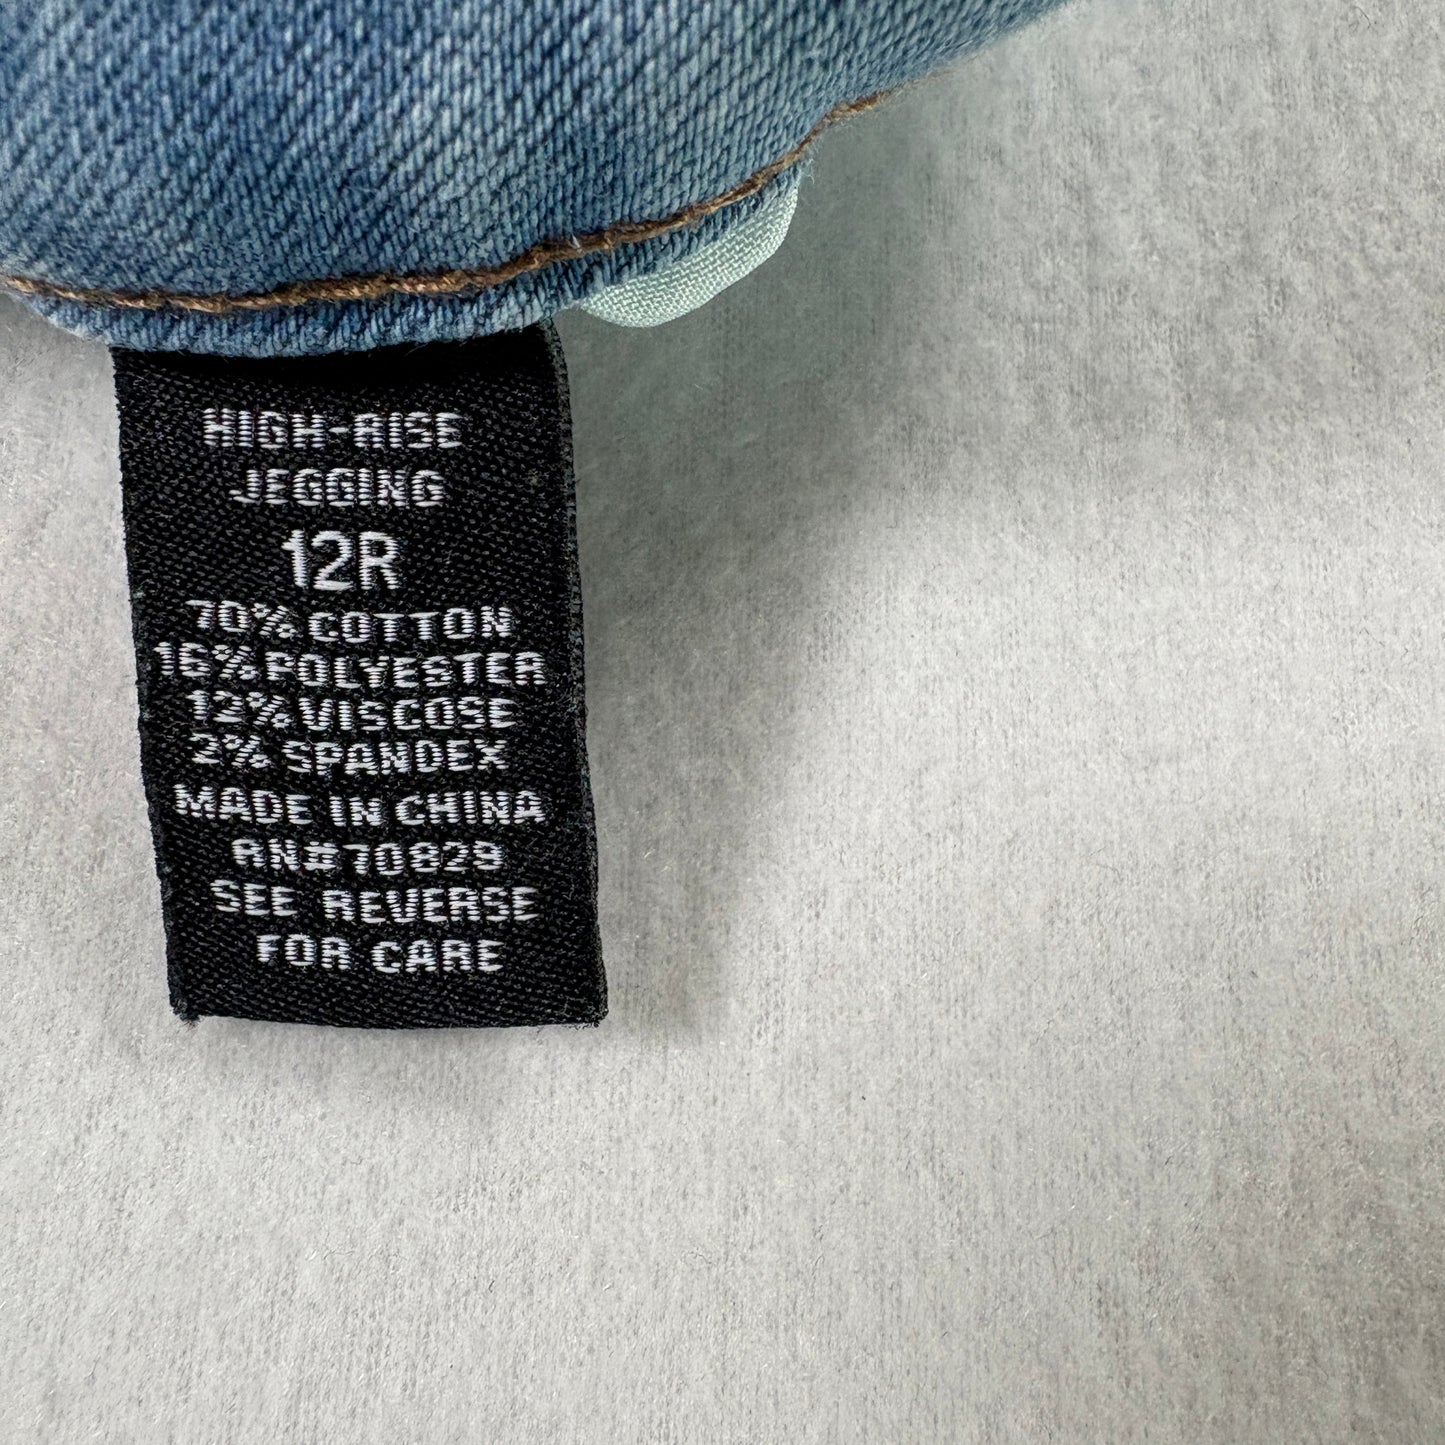 HIGH-RISE
JEGGING
12R
70% COTTON
16% POLYESTER
12% VISCOSE
2% SPANDEX
MADE IN CHINA
RN#70829
SEE REVERSE
FOR CARE